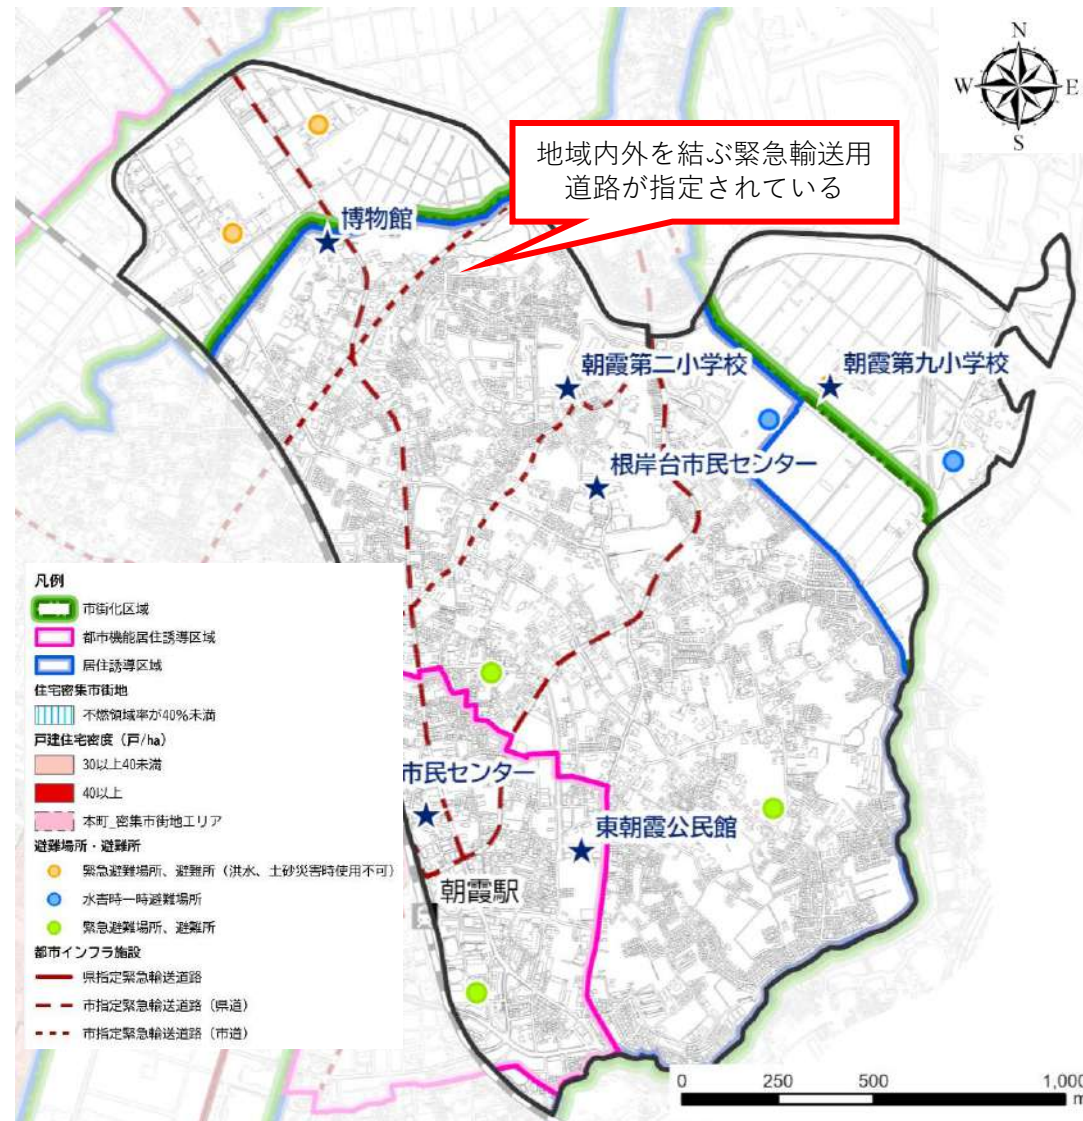 N
W
E
S
地域内外を結ぶ緊急輸送用
道路が指定されている
博物館
朝霞第二小学校
朝霞第九小学校
根岸台市民センター
市民センター
東朝霞公民館
朝霞駅
凡例
市街化区域
都市機能居住誘導区域
居住誘導区域
住宅密集市街地
不燃領域率が40%未満
戸建住宅密度（戸/ha）
30以上40未満
40以上
本町_密集市街地エリア
避難場所・避難所
緊急避難場所、避難所（洪水、土砂災害時使用不可）
水害時一時避難場所
緊急避難場所、避難所
都市インフラ施設
県指定緊急輸送道路
市指定緊急輸送道路（県道）
市指定緊急輸送道路（市道）
0 250 500 1,000
m